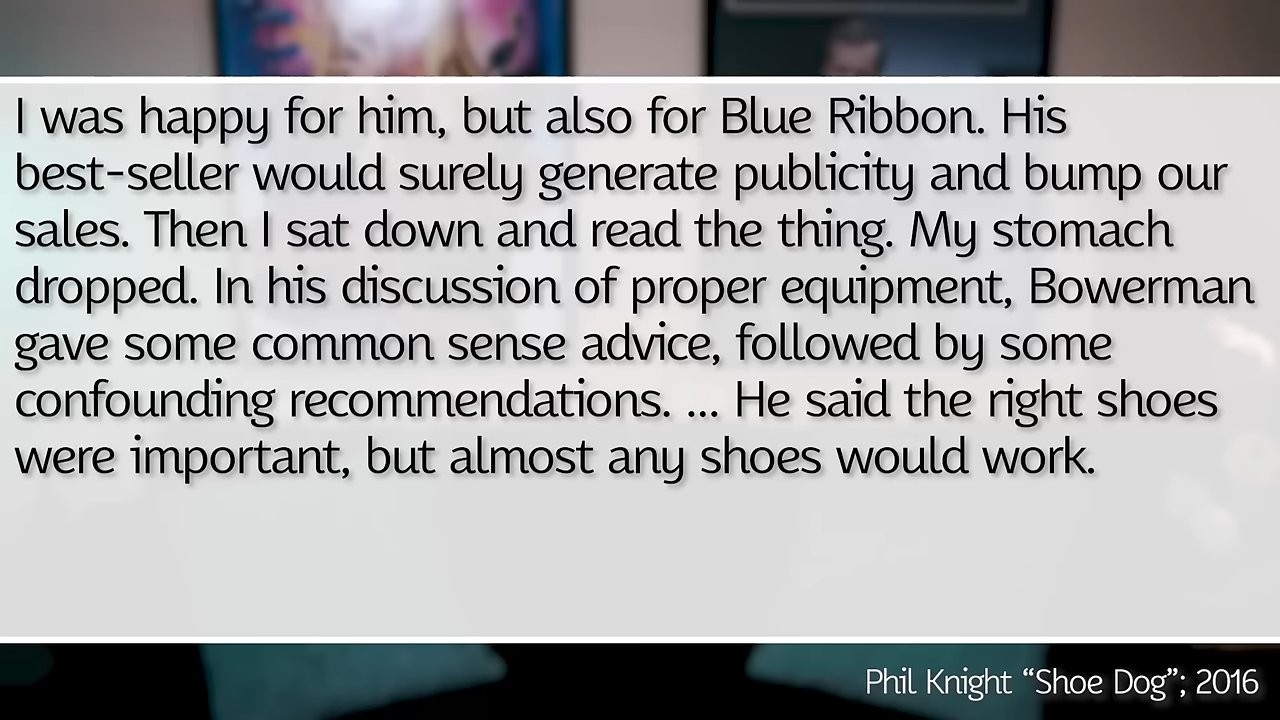 I was happy for him, but also for Blue Ribbon. His
best-seller would surely generate publicity and bump our
sales. Then I sat down and read the thing. My stomach
dropped. In his discussion of proper equipment, Bowerman
gave some common sense advice, followed by some
confounding recommendations. ... He said the right shoes
were important, but almost any shoes would work.
Phil Knight “Shoe Dog”; 2016